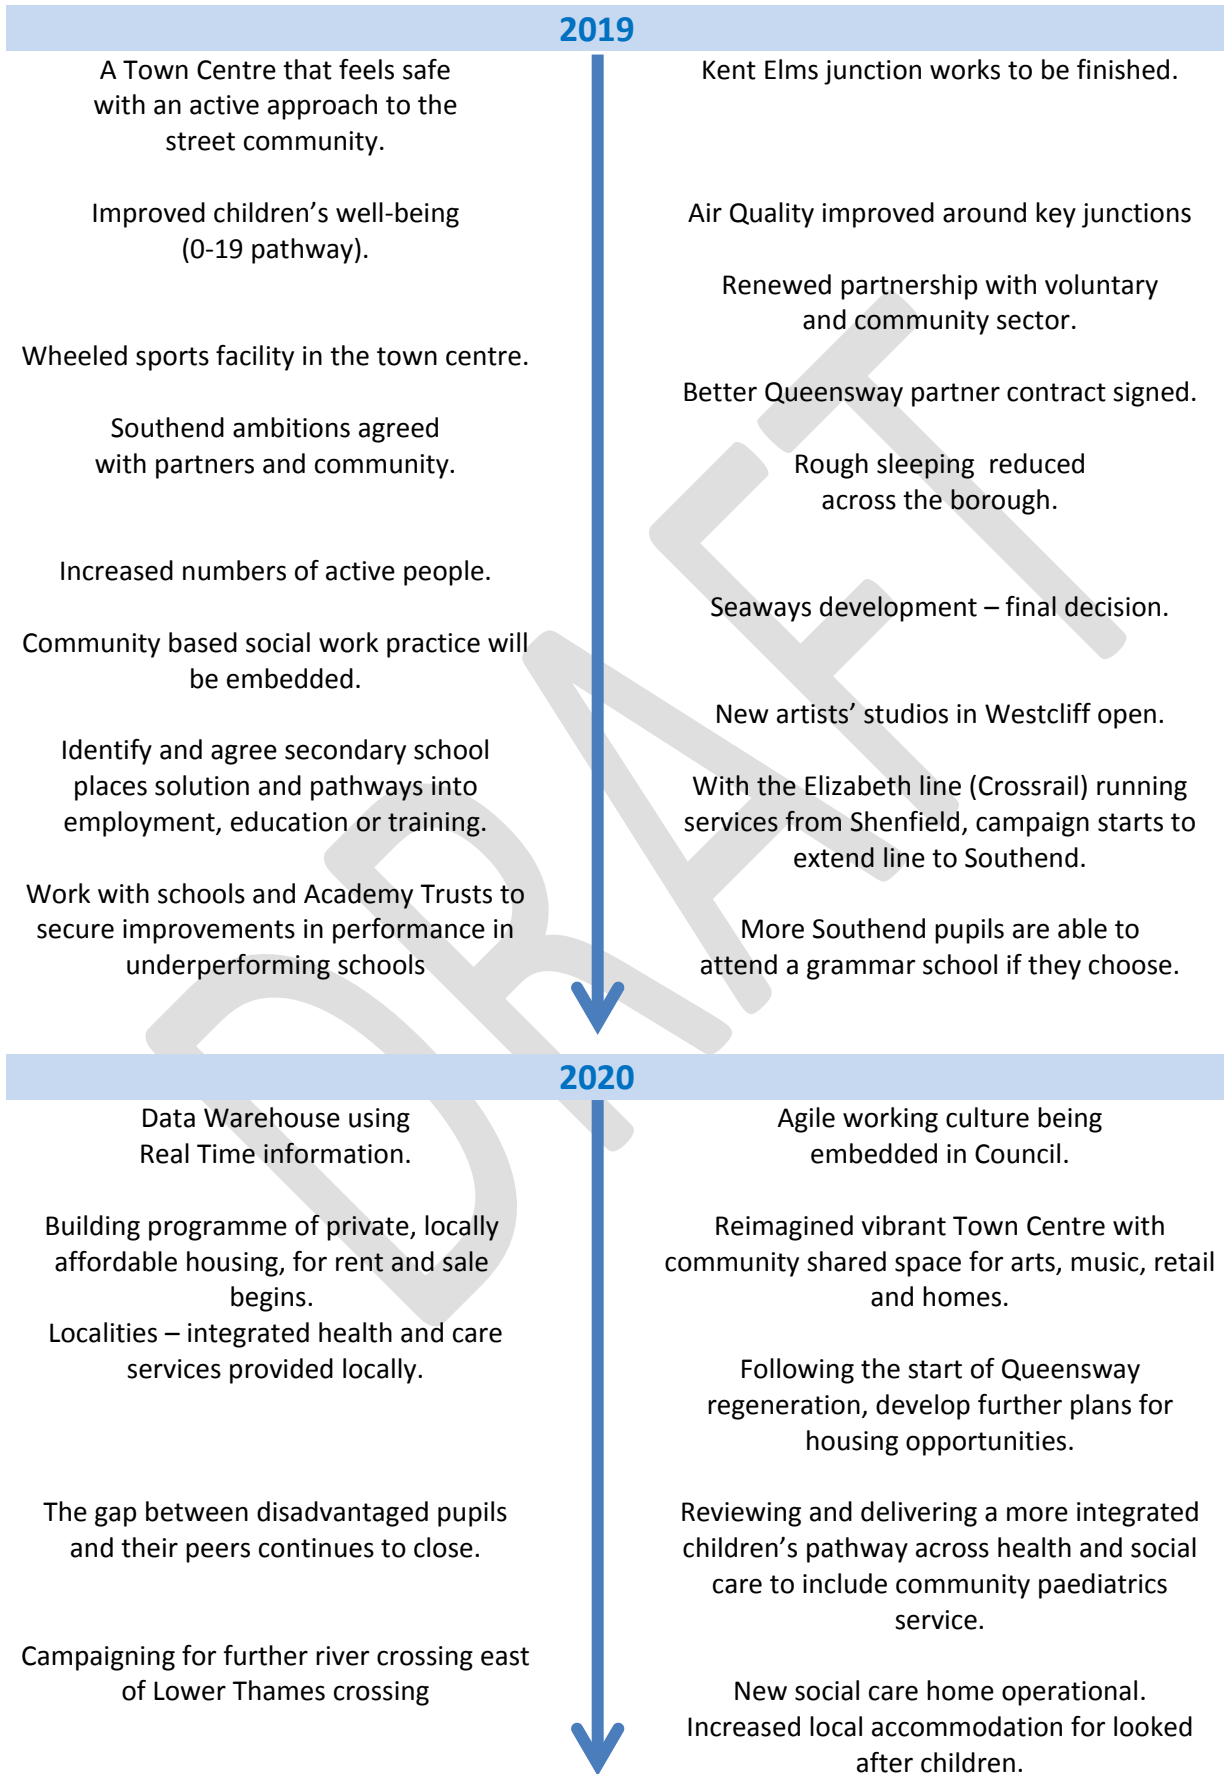 2019
A Town Centre that feels safe
with an active approach to the
street community.
Improved children’s well-being
(0-19 pathway).
Wheeled sports facility in the town centre.
Southend ambitions agreed
with partners and community.
Increased numbers of active people.
Community based social work practice will
be embedded.
Identify and agree secondary school
places solution and pathways into
employment, education or training.
Work with schools and Academy Trusts to
secure improvements in performance in
underperforming schools
Kent Elms junction works to be finished.
Air Quality improved around key junctions
Renewed partnership with voluntary
and community sector.
Better Queensway partner contract signed.
Rough sleeping  reduced
across the borough.
Seaways development – final decision.
New artists’ studios in Westcliff open.
With the Elizabeth line (Crossrail) running
services from Shenfield, campaign starts to
extend line to Southend.
More Southend pupils are able to
attend a grammar school if they choose.
2020
Data Warehouse using
Real Time information.
Building programme of private, locally
affordable housing, for rent and sale
begins.
Localities – integrated health and care
services provided locally.
The gap between disadvantaged pupils
and their peers continues to close.
Campaigning for further river crossing east
of Lower Thames crossing
Agile working culture being
embedded in Council.
Reimagined vibrant Town Centre with
community shared space for arts, music, retail
and homes.
Following the start of Queensway
regeneration, develop further plans for
housing opportunities.
Reviewing and delivering a more integrated
children’s pathway across health and social
care to include community paediatrics
service.
New social care home operational.
Increased local accommodation for looked
after children.
DRAFT